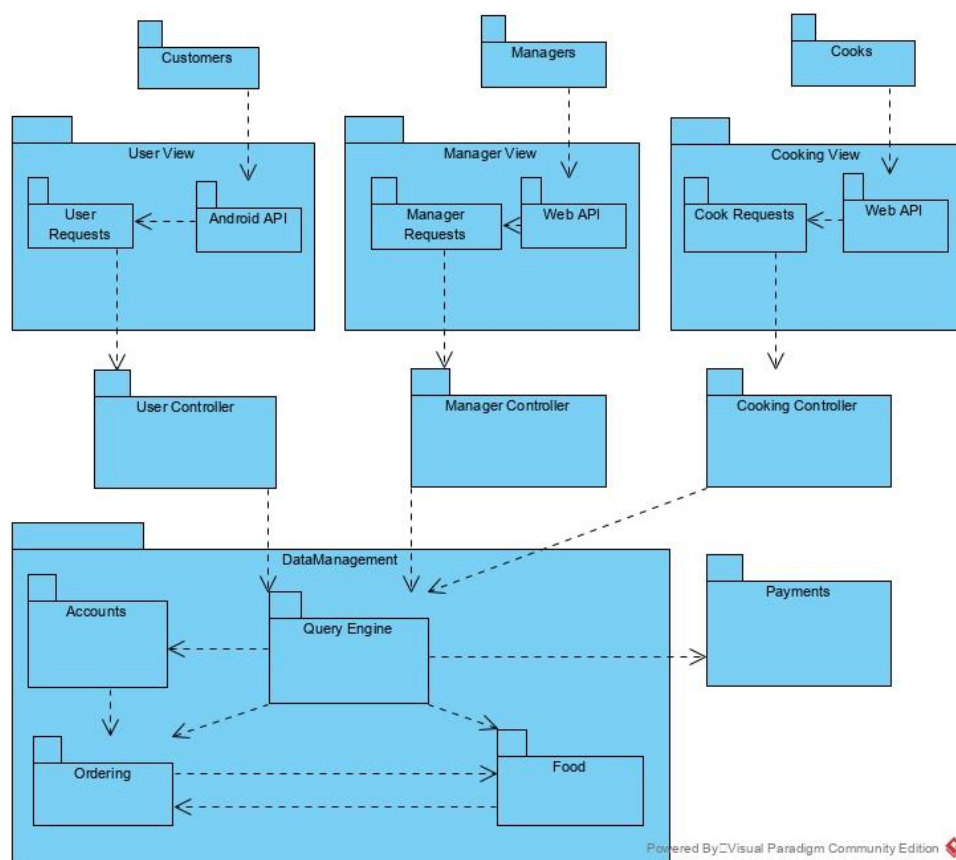 Customers
Managers
Cooks
User View
Manager View
Cooking View
User
Requests
Android API
Manager
Requests
Web API
Cook Requests
Web API
User Controller
Manager Controller
Cooking Controller
DataManagement
Accounts
Query Engine
Payments
Ordering
Food
Powered By Visual Paradigm Community Edition